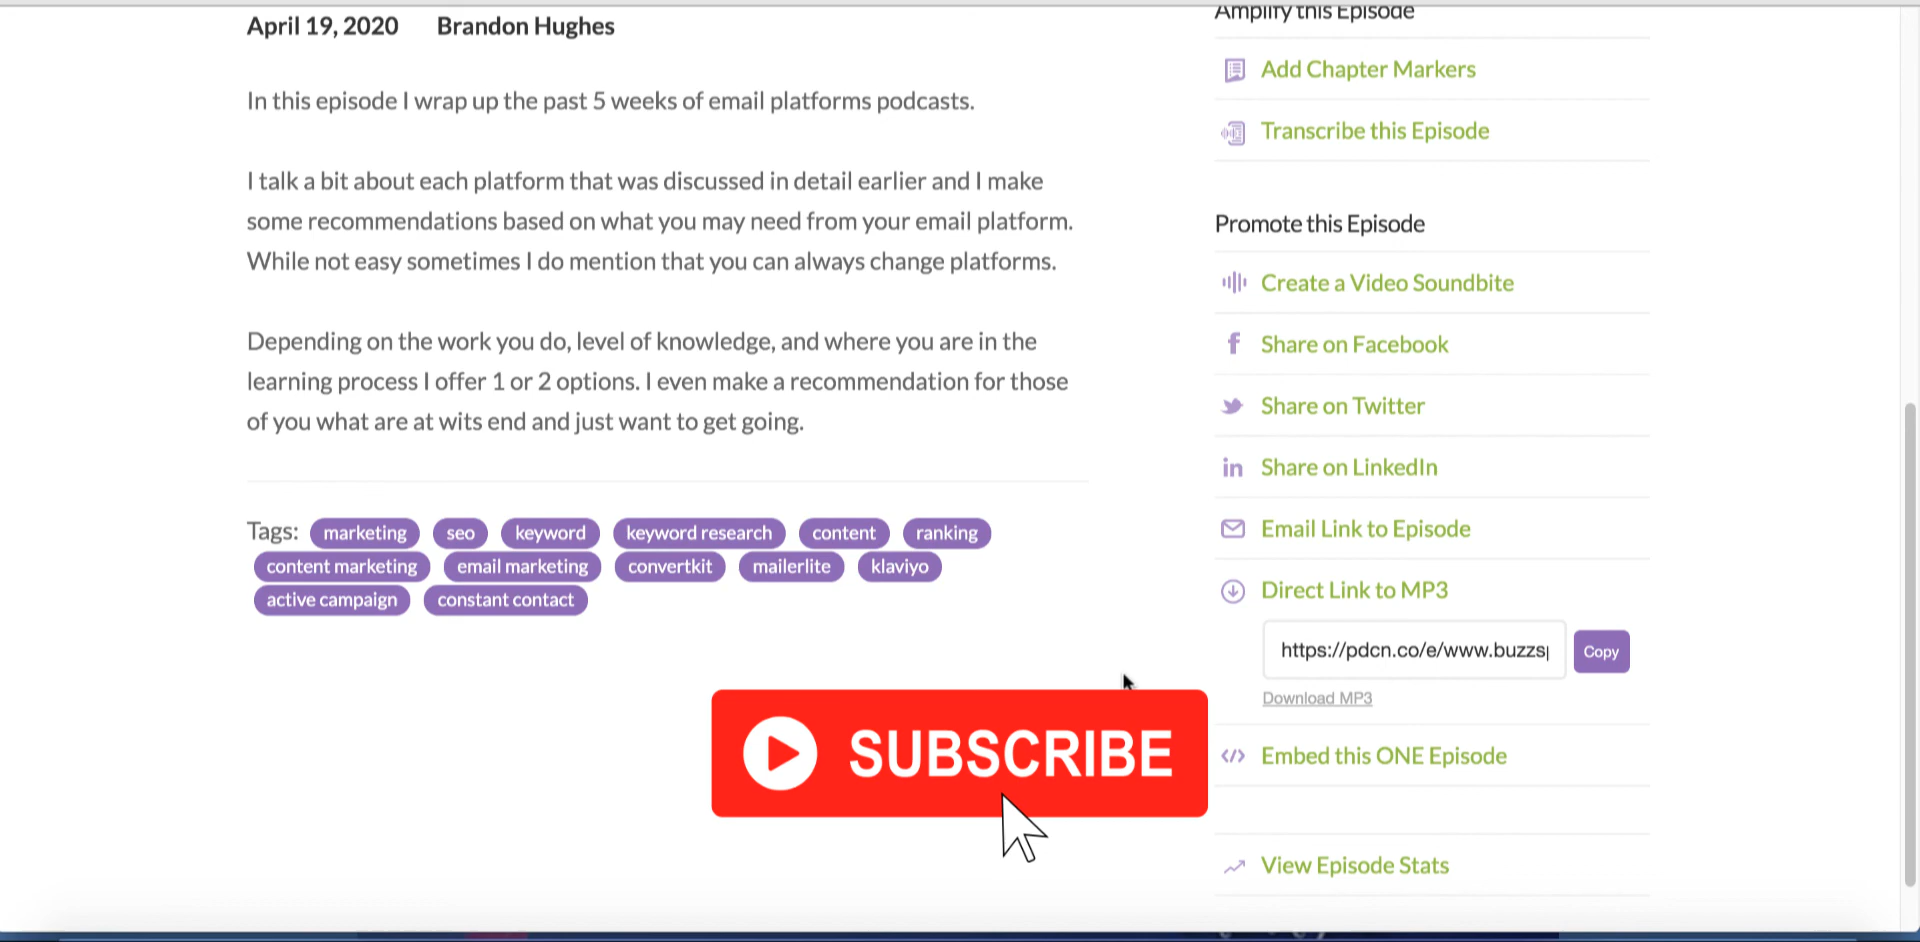 April 19, 2020 Brandon Hughes
In this episode I wrap up the past 5 weeks of email platforms podcasts.
I talk a bit about each platform that was discussed in detail earlier and I make
some recommendations based on what you may need from your email platform.
While not easy sometimes I do mention that you can always change platforms.
Depending on the work you do, level of knowledge, and where you are in the
learning process I offer 1 or 2 options. I even make a recommendation for those
of you what are at wits end and just want to get going.
Tags: marketing seo keyword keyword research content ranking
content marketing email marketing convertkit mailerlite klaviyo
active campaign constant contact
SUBSCRIBE
Amplify this Episode
Add Chapter Markers
Transcribe this Episode
Promote this Episode
Create a Video Soundbite
Share on Facebook
Share on Twitter
Share on LinkedIn
Email Link to Episode
Direct Link to MP3
https://pdcn.co/e/www.buzzs Copy
Download MP3
Embed this ONE Episode
View Episode Stats